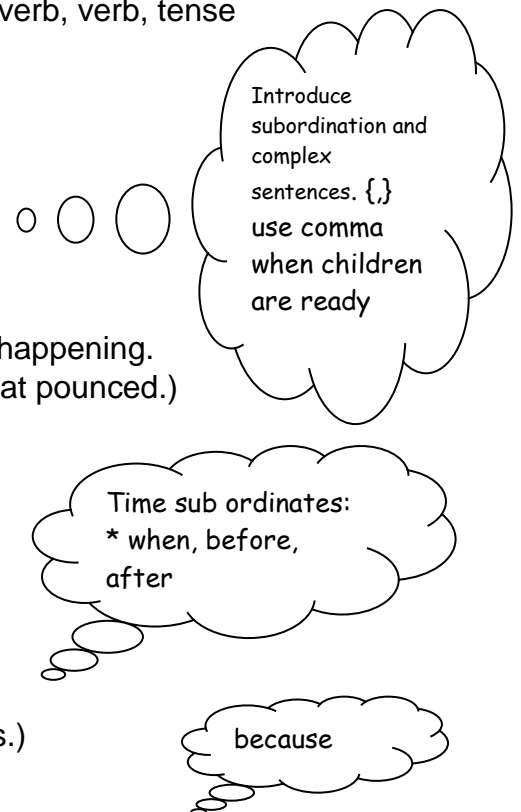 verb, verb, tense
Introduce
subordination and
complex
sentences. {,}
use comma
when children
are ready
happening.
at pounced.)
Time sub ordinates:
* when, before,
after
s.)
because